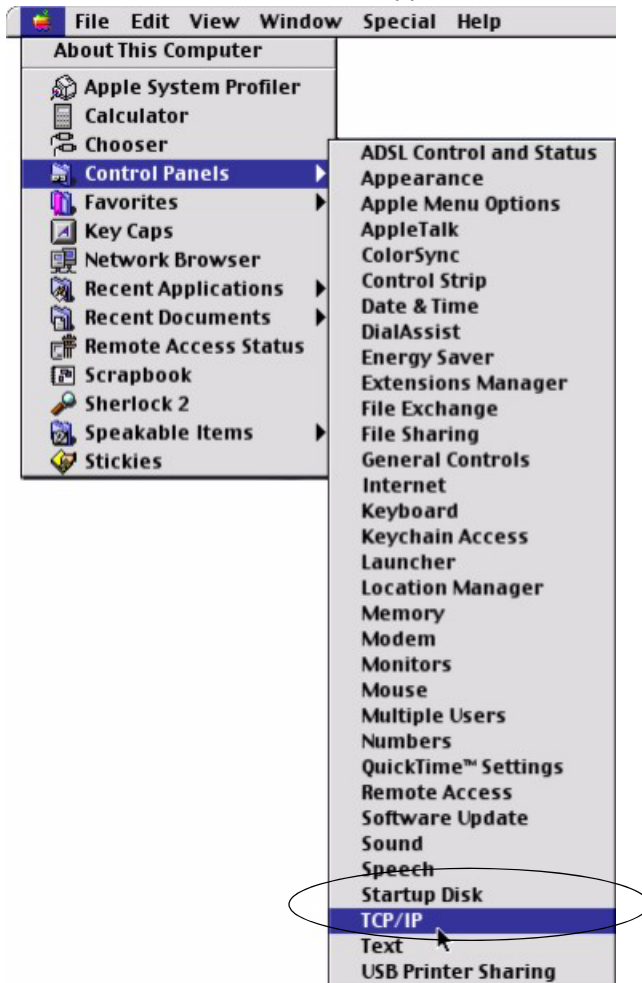 File Edit View Window Special Help
About This Computer
Apple System Profiler
Calculator
Chooser
Control Panels
Favorites
Key Caps
Network Browser
Recent Applications
Recent Documents
Remote Access Status
Scrapbook
Sherlock 2
Speakable Items
Stickies
ADSL Control and Status
Appearance
Apple Menu Options
AppleTalk
ColorSync
Control Strip
Date & Time
DialAssist
Energy Saver
Extensions Manager
File Exchange
File Sharing
General Controls
Internet
Keyboard
Keychain Access
Launcher
Location Manager
Memory
Modem
Monitors
Mouse
Multiple Users
Numbers
QuickTime™ Settings
Remote Access
Software Update
Sound
Speech
Startup Disk
TCP/IP
Text
USB Printer Sharing